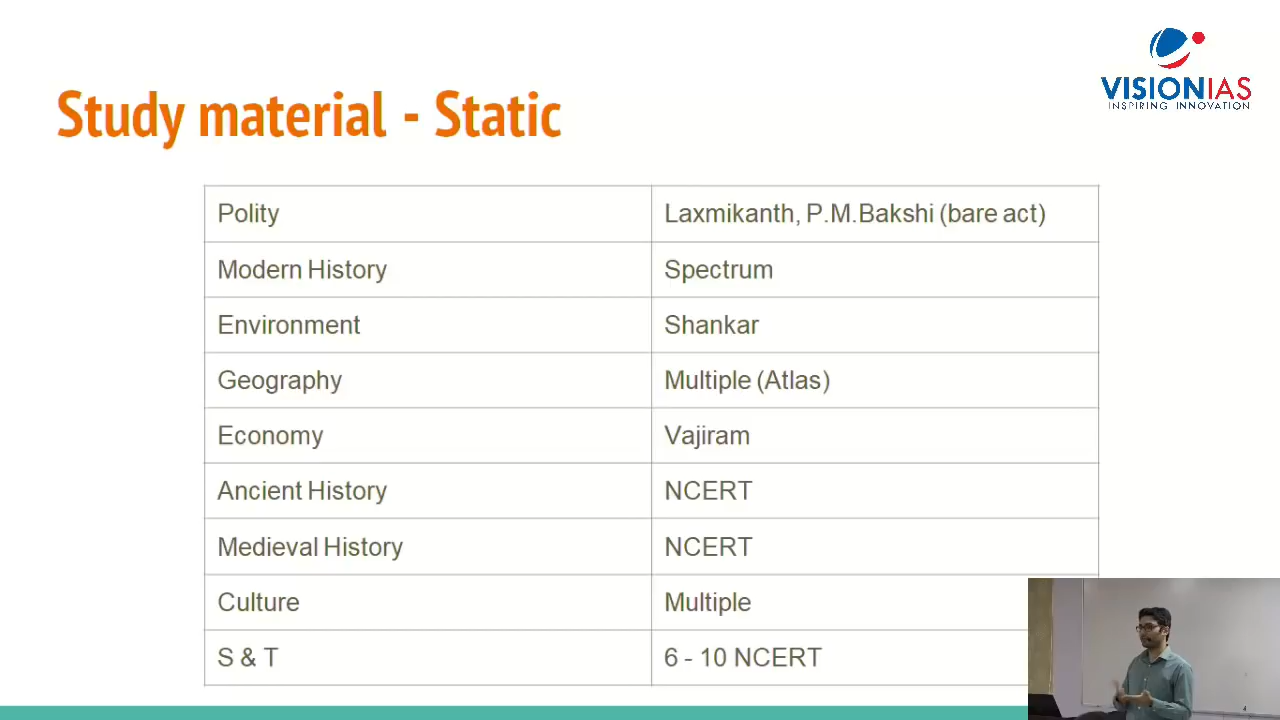 VISIONIAS
INSPIRING INNOVATION
Study material - Static
Polity Laxmikanth, P.M.Bakshi (bare act)
Modern History Spectrum
Environment Shankar
Geography Multiple (Atlas)
Economy Vajiram
Ancient History NCERT
Medieval History NCERT
Culture Multiple
S & T 6 - 10 NCERT
4